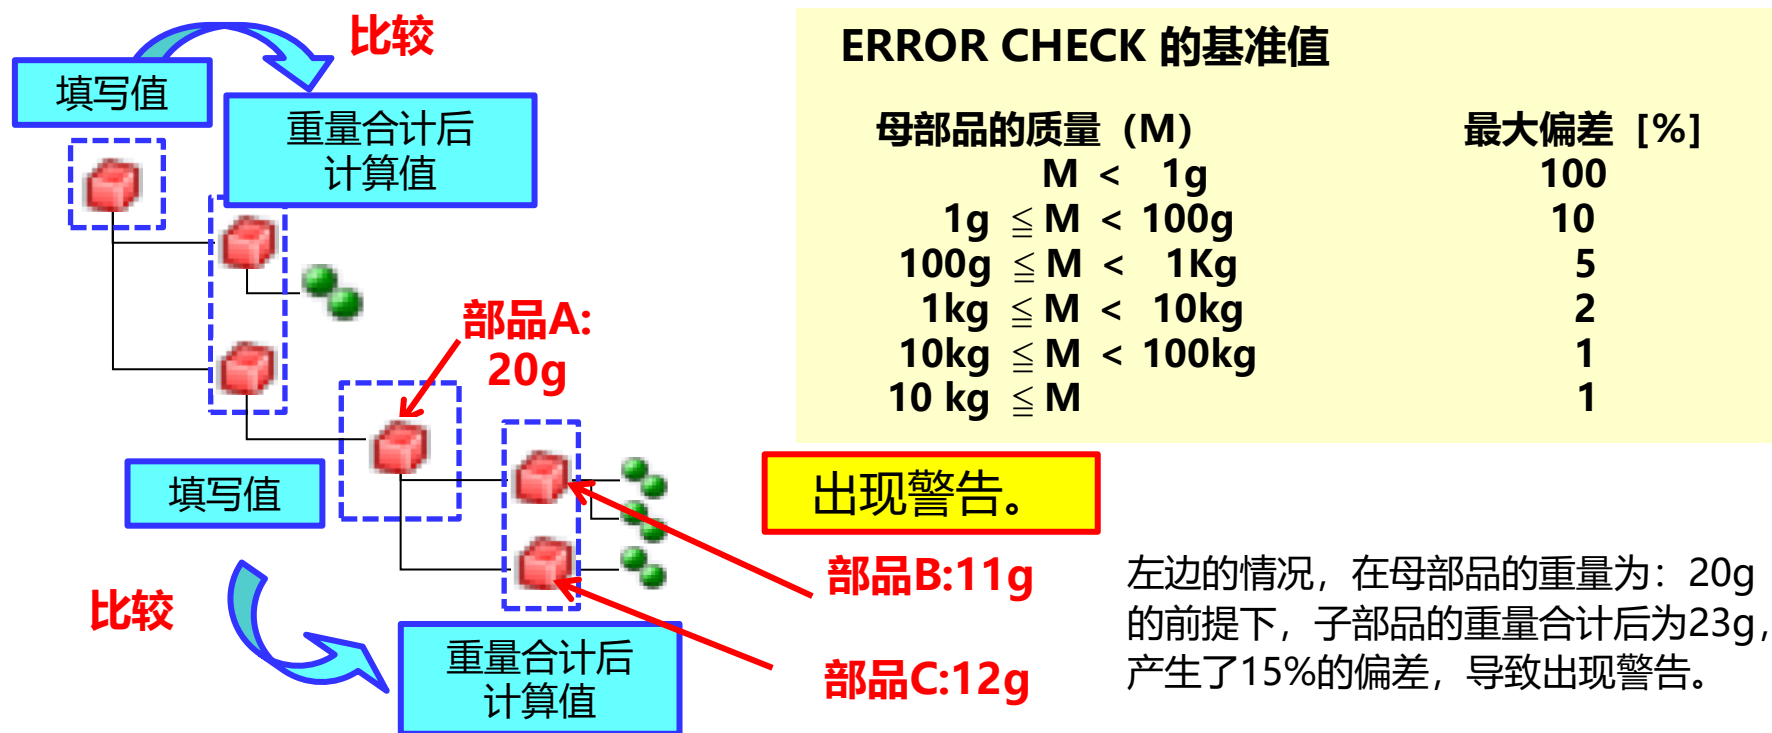 比较
填写值
重量合计后
计算值
部品A:
20g
填写值
比较
重量合计后
计算值
ERROR CHECK 的基准值
母部品的质量（M） 最大偏差［%］
M < 1g 100
1g ≦ M < 100g 10
100g ≦ M < 1Kg 5
1kg ≦ M < 10kg 2
10kg ≦ M < 100kg 1
10 kg ≦ M 1
出现警告。
部品B:11g
部品C:12g
左边的情况，在母部品的重量为：20g
的前提下，子部品的重量合计后为23g，
产生了15%的偏差，导致出现警告。